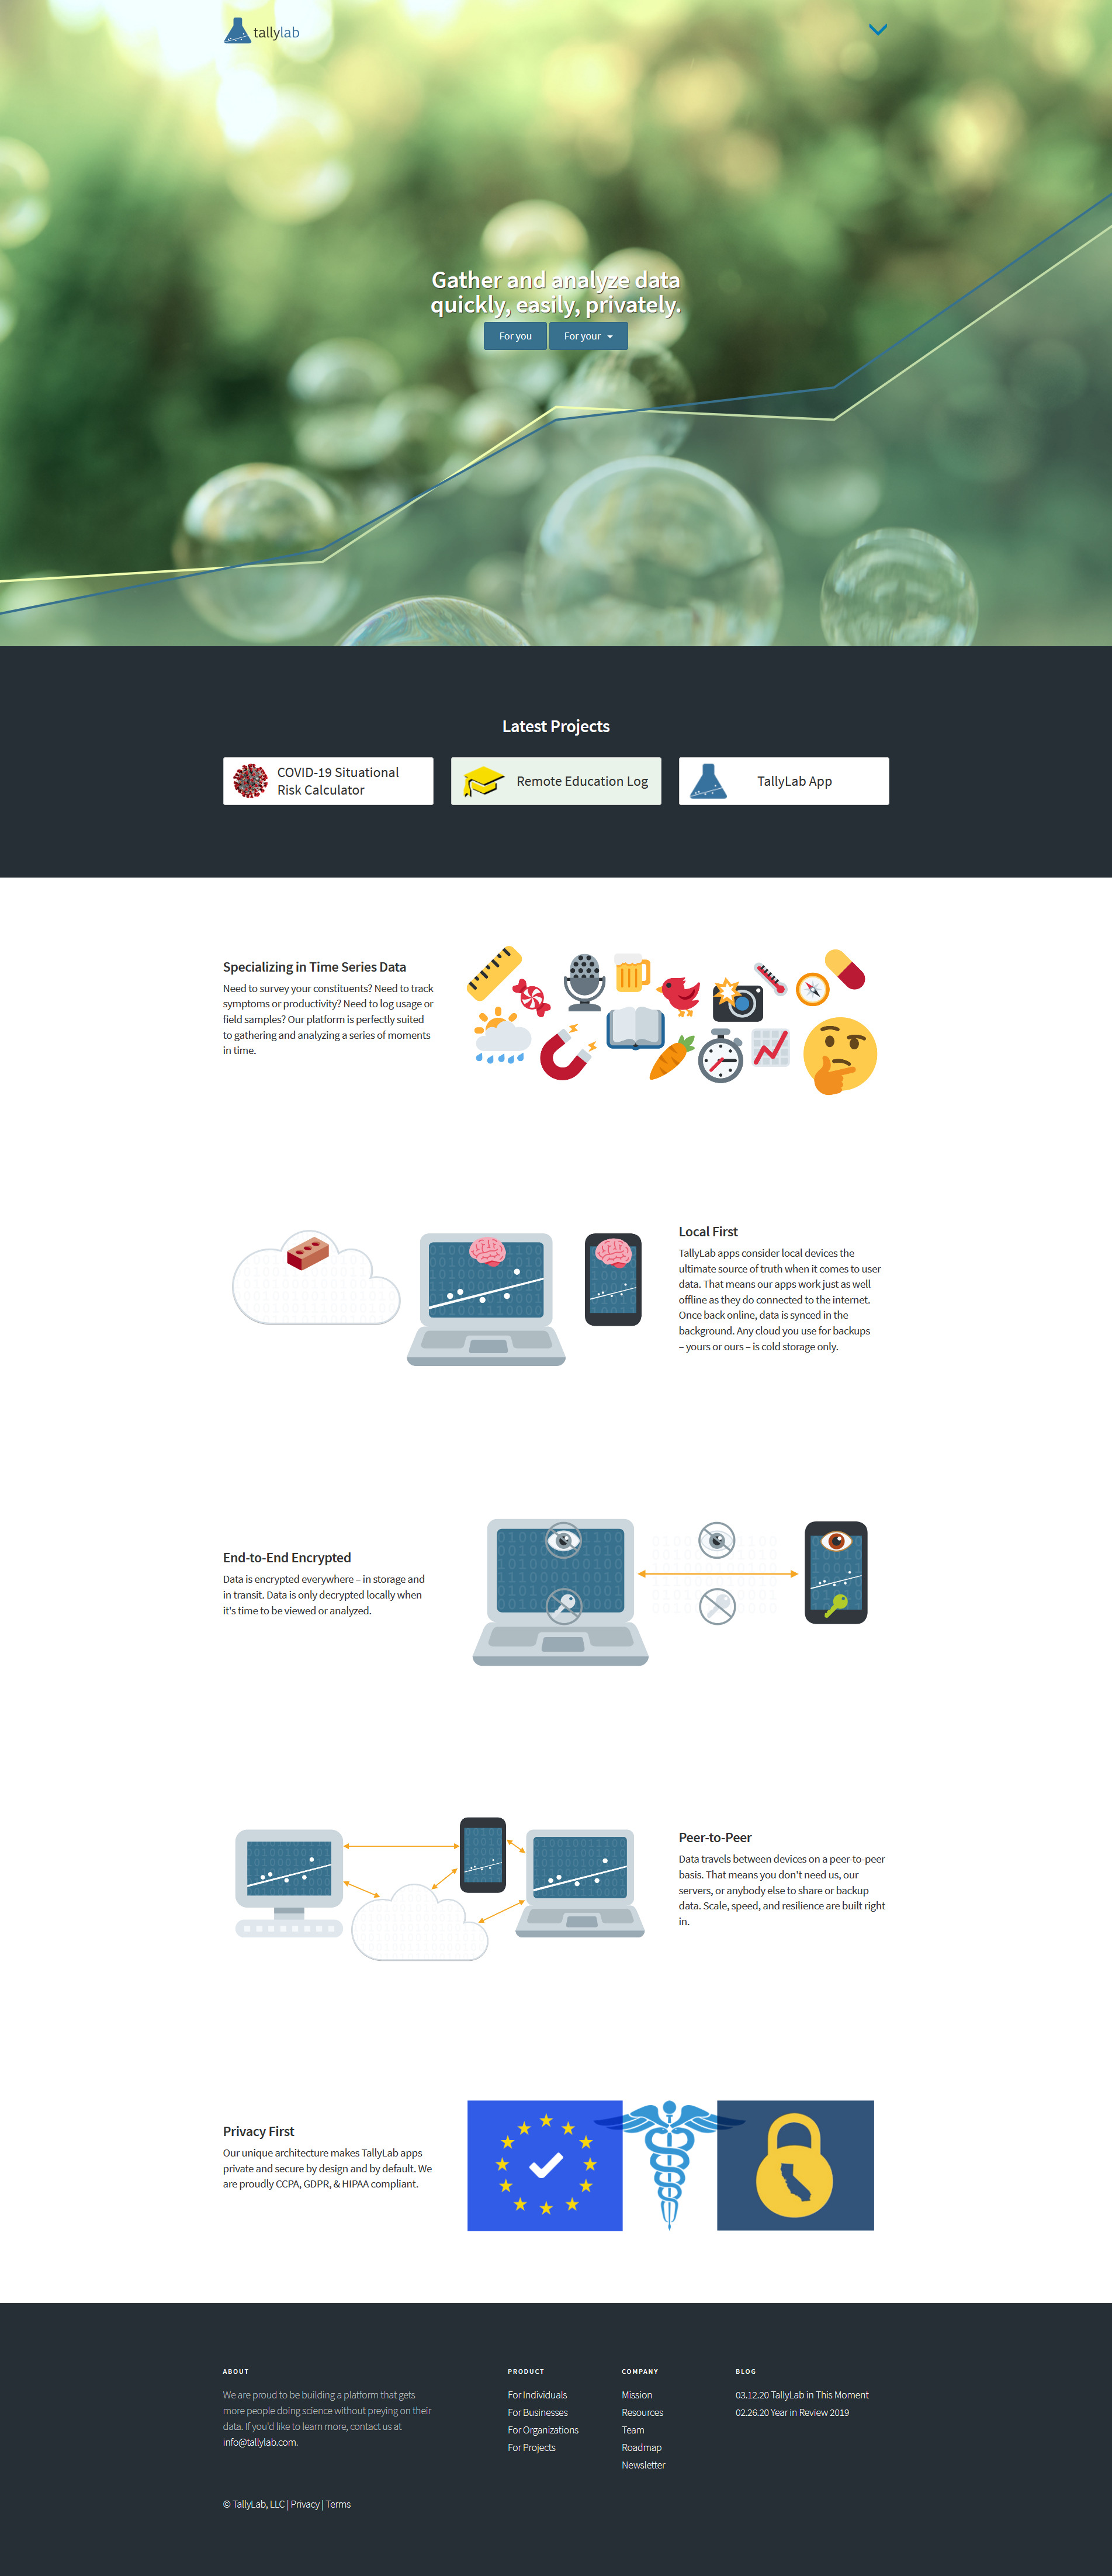 tallylab
Gather and analyze data
quickly, easily, privately.
For you
For your
Latest Projects
COVID-19 Situational
Risk Calculator
Remote Education Log
TallyLab App
Specializing in Time Series Data
Need to survey your constituents? Need to track
symptoms or productivity? Need to log usage or
field samples? Our platform is perfectly suited
to gathering and analyzing a series of moments
in time.
Local First
TallyLab apps consider local devices the
ultimate source of truth when it comes to user
data. That means our apps work just as well
offline as they do connected to the internet.
Once back online, data is synced in the
background. Any cloud you use for backups
– yours or ours – is cold storage only.
End-to-End Encrypted
Data is encrypted everywhere – in storage and
in transit. Data is only decrypted locally when
it's time to be viewed or analyzed.
Peer-to-Peer
Data travels between devices on a peer-to-peer
basis. That means you don't need us, our
servers, or anybody else to share or backup
data. Scale, speed, and resilience are built right
in.
Privacy First
Our unique architecture makes TallyLab apps
private and secure by design and by default. We
are proudly CCPA, GDPR, & HIPAA compliant.
ABOUT
We are proud to be building a platform that gets
more people doing science without preying on their
data. If you'd like to learn more, contact us at
info@tallylab.com.
PRODUCT
For Individuals
For Businesses
For Organizations
For Projects
COMPANY
Mission
Resources
Team
Roadmap
Newsletter
BLOG
03.12.20 TallyLab in This Moment
02.26.20 Year in Review 2019
© TallyLab, LLC | Privacy | Terms